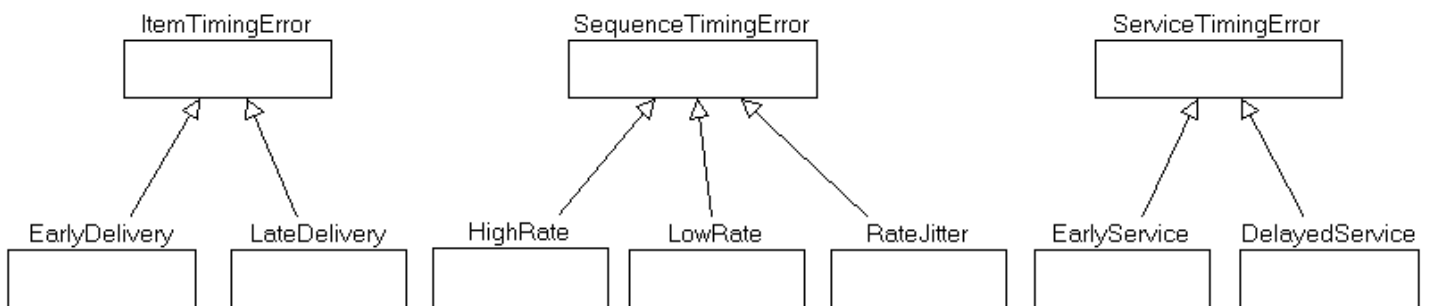 ItemTimingError
SequenceTimingError
ServiceTimingError
EarlyDelivery
LateDelivery
HighRate
LowRate
RateJitter
EarlyService
DelayedService